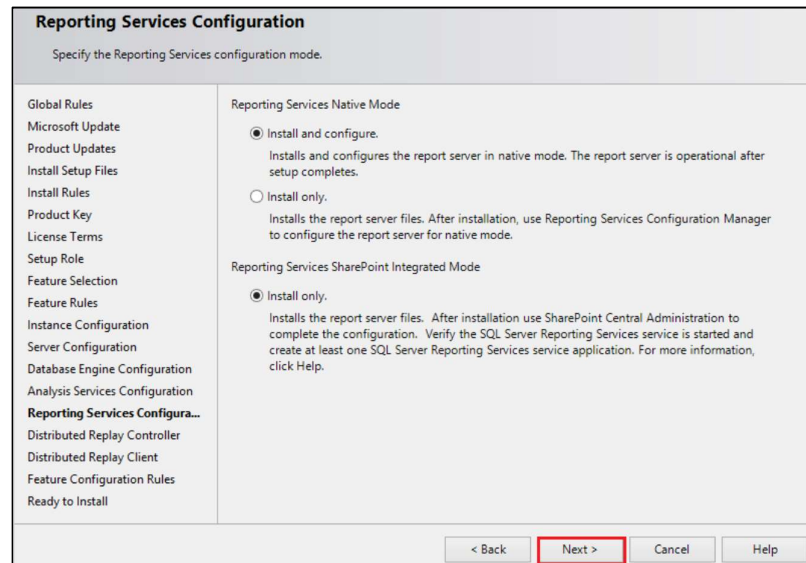 Reporting Services Configuration
Specify the Reporting Services configuration mode.
Global Rules
Microsoft Update
Product Updates
Install Setup Files
Install Rules
Product Key
License Terms
Setup Role
Feature Selection
Feature Rules
Instance Configuration
Server Configuration
Database Engine Configuration
Analysis Services Configuration
Reporting Services Configura...
Distributed Replay Controller
Distributed Replay Client
Feature Configuration Rules
Ready to Install
Reporting Services Native Mode
Install and configure.
Installs and configures the report server in native mode. The report server is operational after
setup completes.
Install only.
Installs the report server files. After installation, use Reporting Services Configuration Manager
to configure the report server for native mode.
Reporting Services SharePoint Integrated Mode
Install only.
Installs the report server files. After installation use SharePoint Central Administration to
complete the configuration. Verify the SQL Server Reporting Services service is started and
create at least one SQL Server Reporting Services service application. For more information,
click Help.
< Back
Next >
Cancel
Help